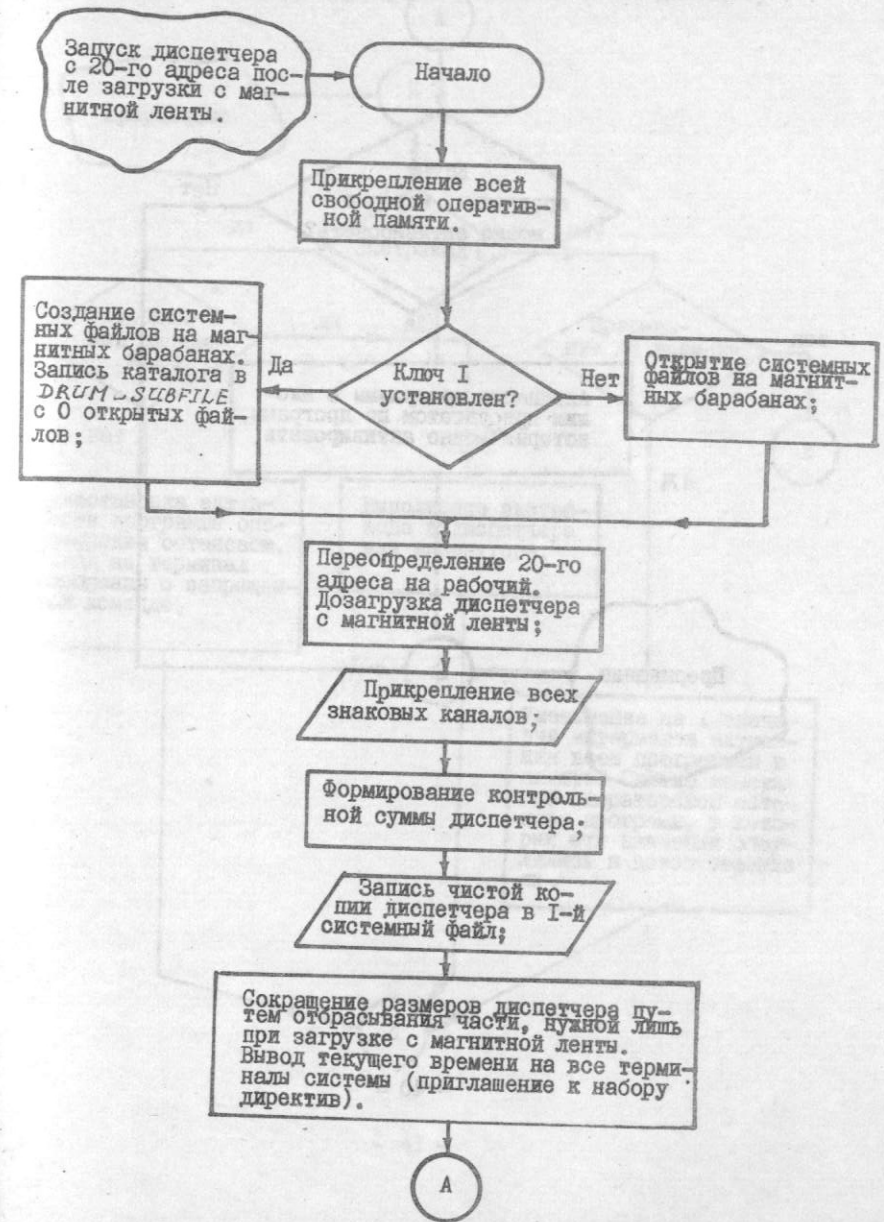 Запуск диспетчера
с 20-го адреса пос-
ле загрузки с маг-
нитной ленты.
Начало
Прикрепление всей
свободной оператив-
ной памяти.
Ключ I
установлен?
Да
Нет
Создание систем-
ных файлов на маг-
нитных барабанах.
Запись каталога в
DRUM_SUBFILE
с 0 открытых фай-
лов;
Открытие системных
файлов на магнит-
ных барабанах;
Переопределение 20-го
адреса на рабочий.
Дозагрузка диспетчера
с магнитной ленты;
Прикрепление всех
знаковых каналов;
Формирование контроль-
ной суммы диспетчера;
Запись чистой ко-
пии диспетчера в I-й
системный файл;
Сокращение размеров диспетчера пу-
тем отбрасывания части, нужной лишь
при загрузке с магнитной ленты.
Вывод текущего времени на все терми-
налы системы (приглашение к набору
директив).
А